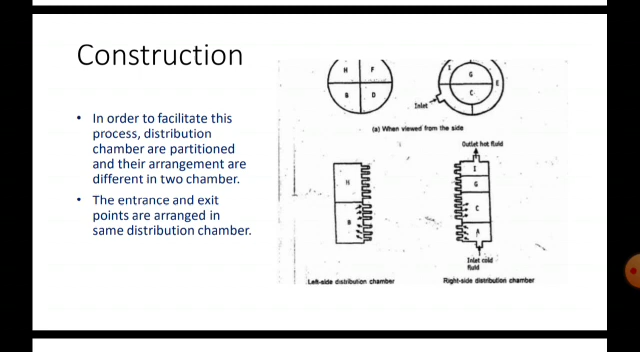 Construction
• In order to facilitate this
process, distribution
chamber are partitioned
and their arrangement are
different in two chamber.
• The entrance and exit
points are arranged in
same distribution chamber.
H F
B D
I
G
E
C
Inlet
(a) When viewed from the side
Outlet hot fluid
H
B
I
G
C
A
Inlet cold
fluid
Left-side distribution chamber
Right-side distribution chamber